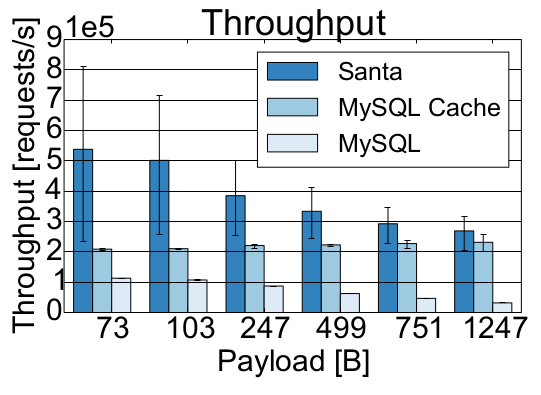 Throughput
1e5
Throughput [requests/s]
9
8
7
6
5
4
3
2
1
0
Santa
MySQL Cache
MySQL
73 103 247 499 751 1247
Payload [B]